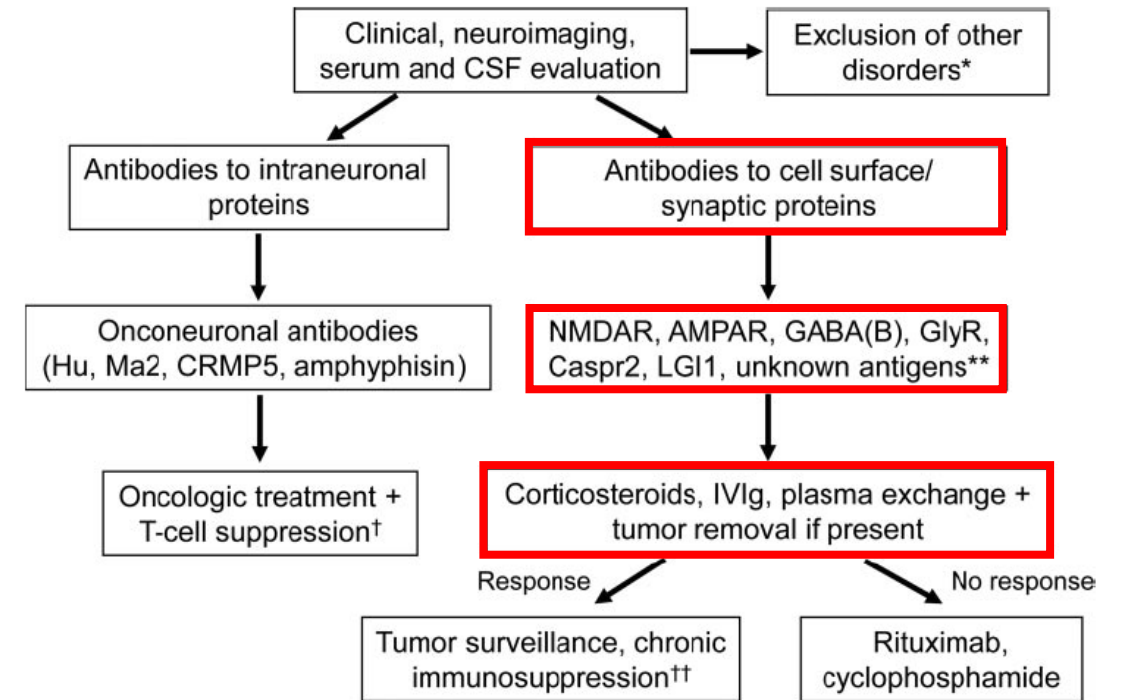 Clinical, neuroimaging,
serum and CSF evaluation
Exclusion of other
disorders*
Antibodies to intraneuronal
proteins
Antibodies to cell surface/
synaptic proteins
Onconeuronal antibodies
(Hu, Ma2, CRMP5, amphyphisin)
NMDAR, AMPAR, GABA(B), GlyR,
Caspr2, LGI1, unknown antigens**
Oncologic treatment +
T-cell suppression†
Corticosteroids, IVIg, plasma exchange +
tumor removal if present
Response
No response
Tumor surveillance, chronic
immunosuppression††
Rituximab,
cyclophosphamide